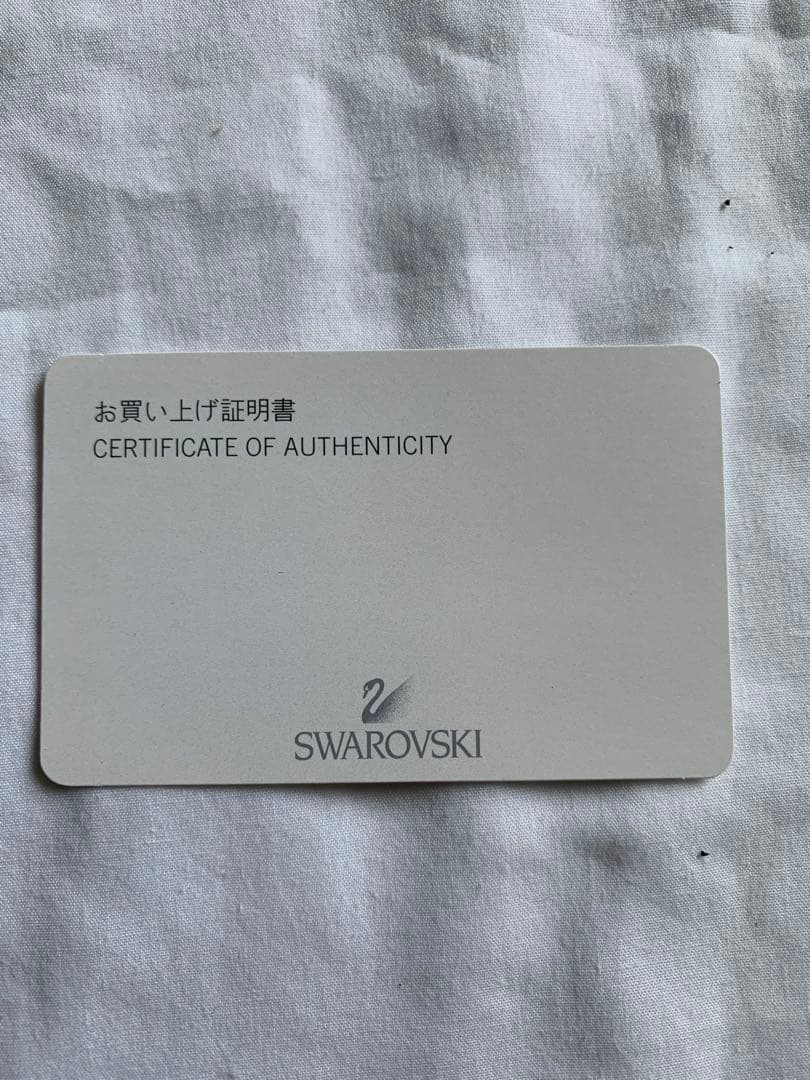 お買い上げ証明書
CERTIFICATE OF AUTHENTICITY
SWAROVSKI